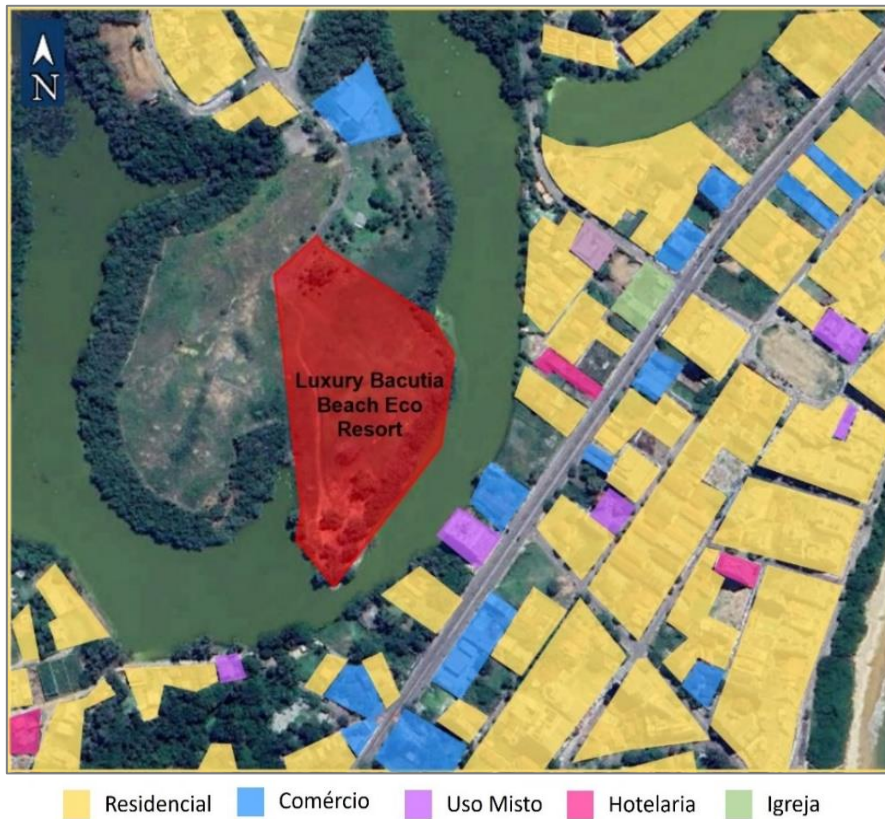 N
Luxury Bacutia
Beach Eco
Resort
Residencial
Comércio
Uso Misto
Hotelaria
Igreja